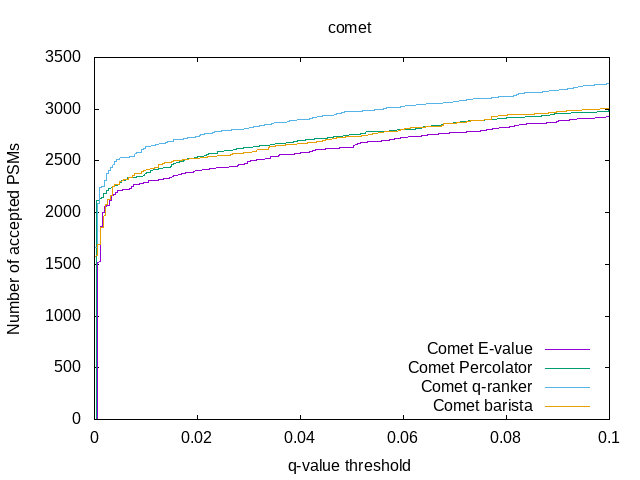 comet
3500
3000
2500
2000
1500
1000
500
0
Number of accepted PSMs
Comet E-value
Comet Percolator
Comet q-ranker
Comet barista
0 0.02 0.04 0.06 0.08 0.1
q-value threshold